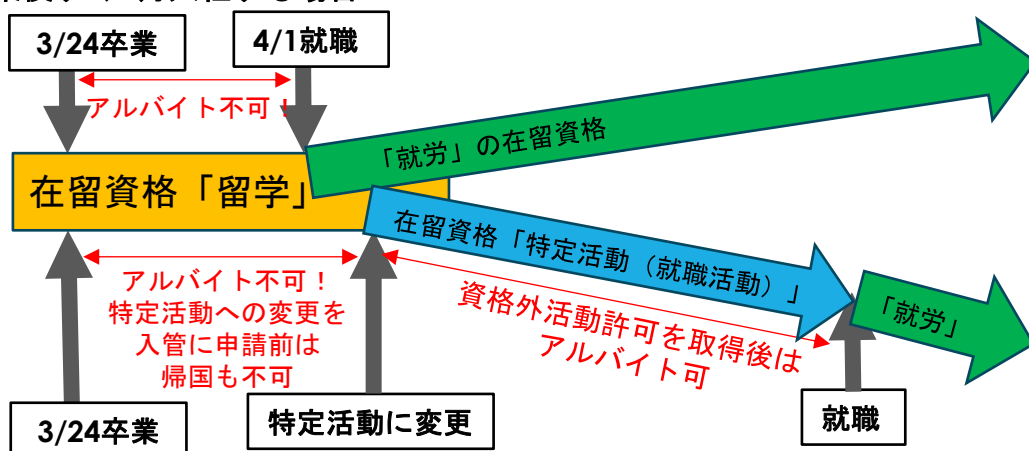 3/24卒業
4/1就職
アルバイト不可！
「就労」の在留資格
在留資格「留学」
在留資格「特定活動（就職活動）」
「就労」
アルバイト不可！
特定活動への変更を
入管に申請前は
帰国も不可
資格外活動許可を取得後は
アルバイト可
3/24卒業
特定活動に変更
就職